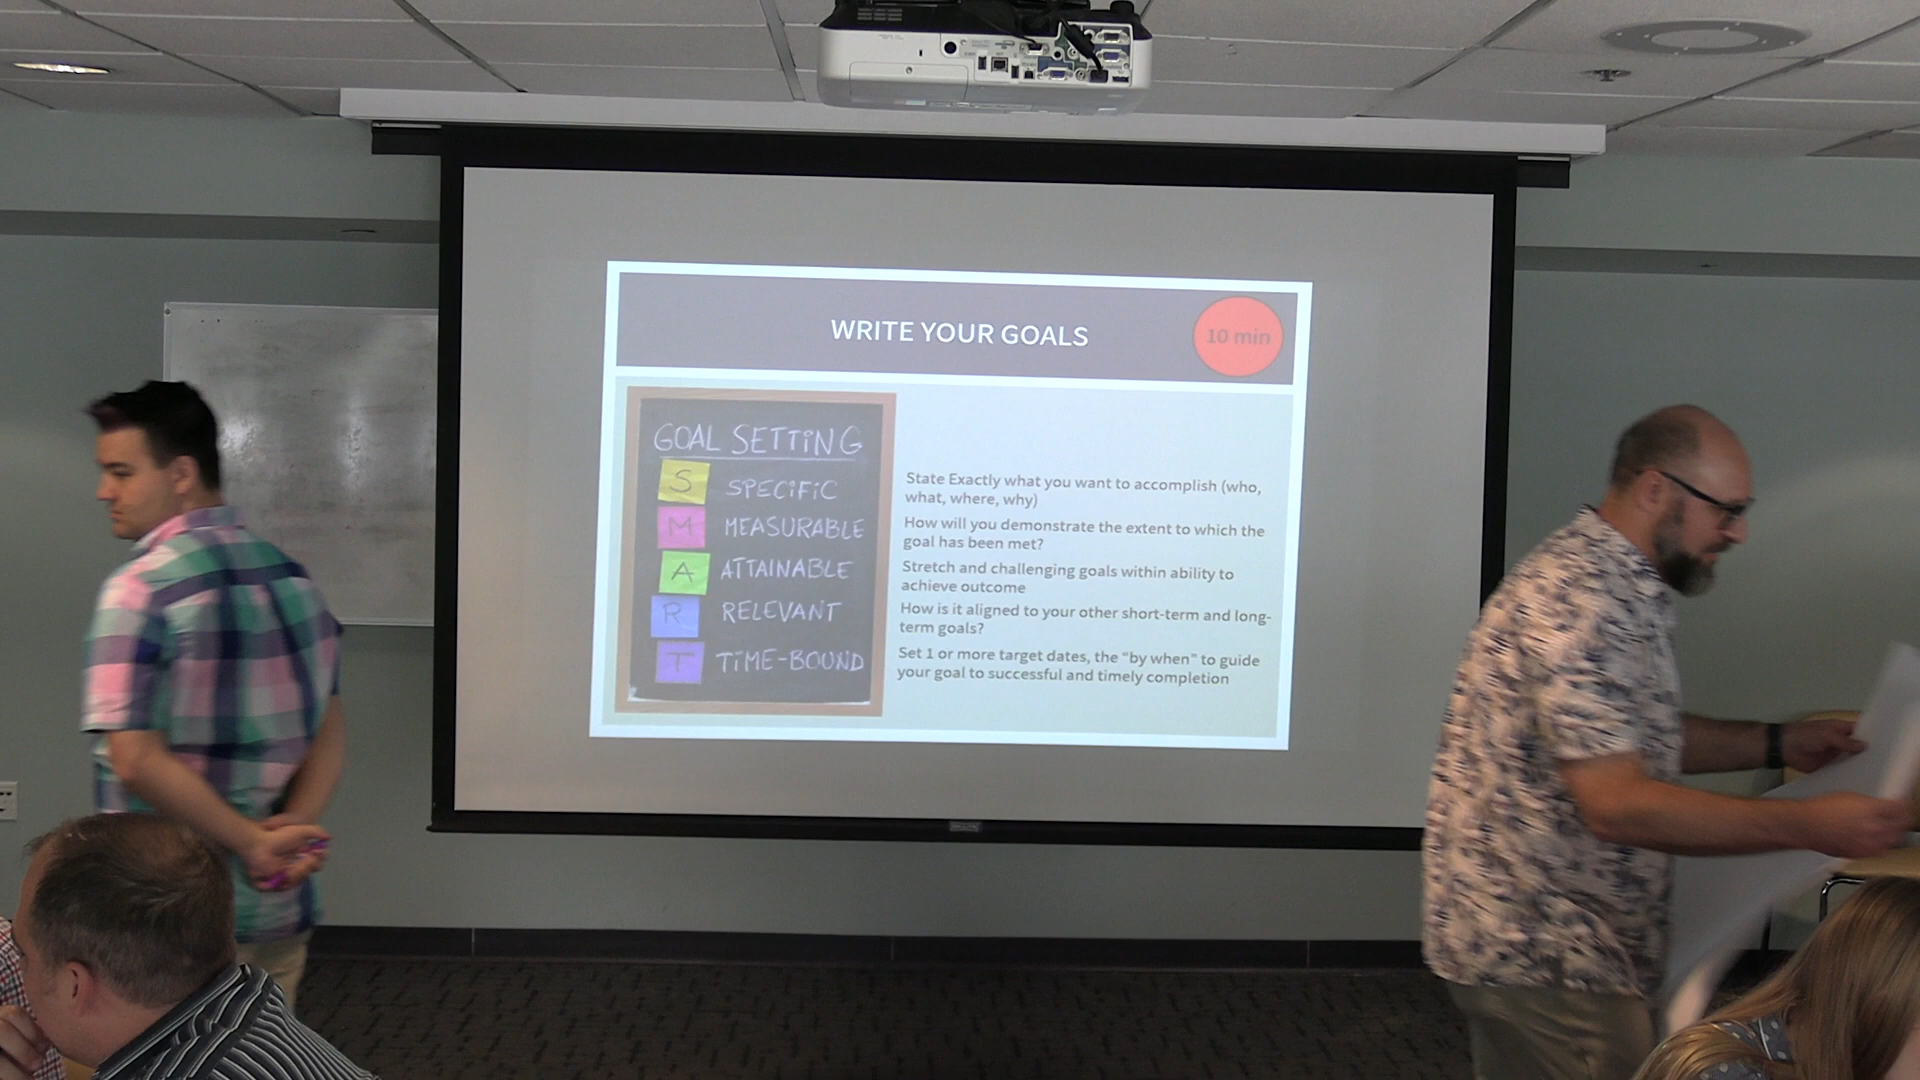 WRITE YOUR GOALS
10 min
GOAL SETTING
S SPECIFIC
State Exactly what you want to accomplish (who,
what, where, why)
M MEASURABLE
How will you demonstrate the extent to which the
goal has been met?
A ATTAINABLE
Stretch and challenging goals within ability to
achieve outcome
R RELEVANT
How is it aligned to your other short-term and long-
term goals?
T TIME-BOUND
Set 1 or more target dates, the "by when" to guide
your goal to successful and timely completion